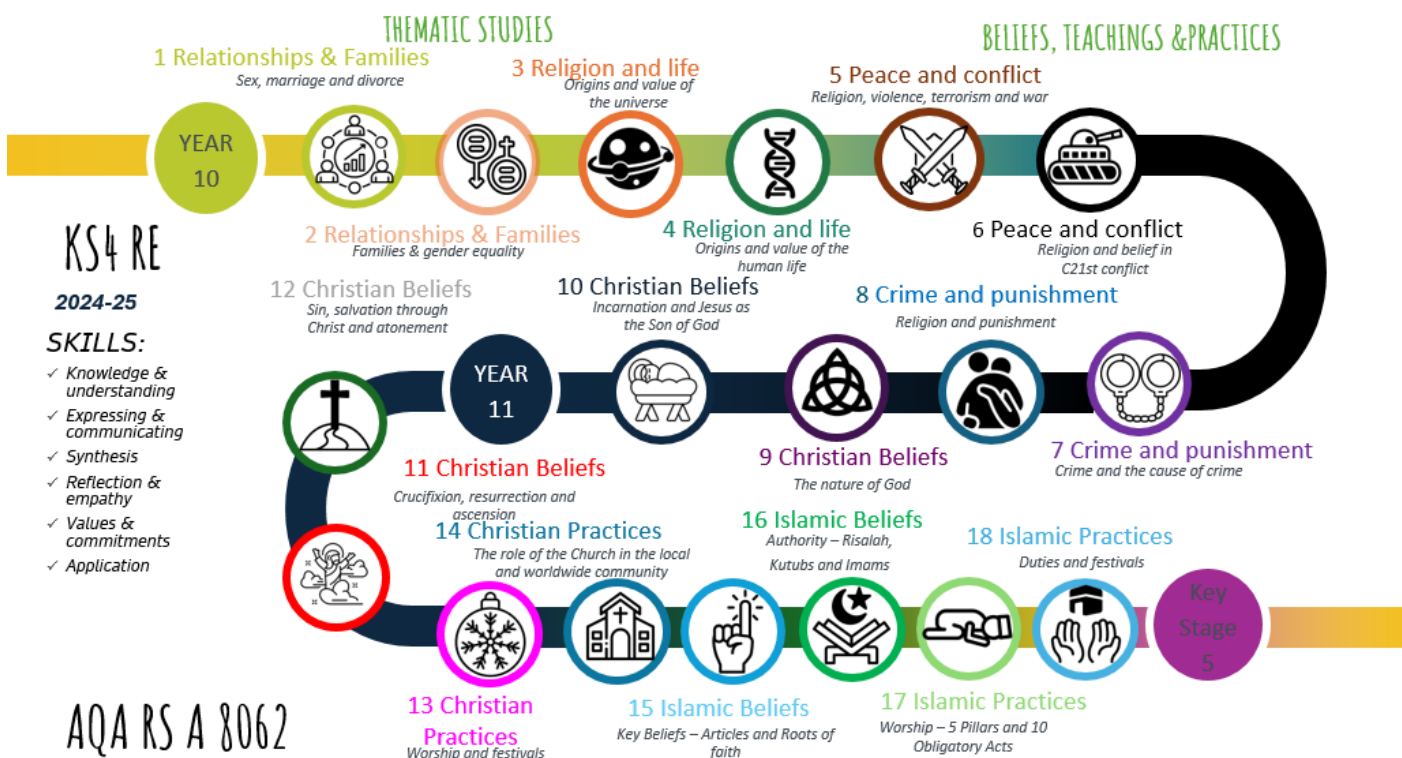 THEMATIC STUDIES
BELIEFS, TEACHINGS &PRACTICES
1 Relationships & Families
Sex, marriage and divorce
3 Religion and life
Origins and value of
the universe
5 Peace and conflict
Religion, violence, terrorism and war
YEAR
10
2 Relationships & Families
Families & gender equality
4 Religion and life
Origins and value of the
human life
6 Peace and conflict
Religion and belief in
C21st conflict
KS4 RE
2024-25
SKILLS:
✓ Knowledge &
understanding
✓ Expressing &
communicating
✓ Synthesis
✓ Reflection &
empathy
✓ Values &
commitments
✓ Application
12 Christian Beliefs
Sin, salvation through
Christ and atonement
10 Christian Beliefs
Incarnation and Jesus as
the Son of God
8 Crime and punishment
Religion and punishment
YEAR
11
11 Christian Beliefs
Crucifixion, resurrection and
ascension
9 Christian Beliefs
The nature of God
7 Crime and punishment
Crime and the cause of crime
14 Christian Practices
The role of the Church in the local
and worldwide community
16 Islamic Beliefs
Authority – Risalah,
Kutubs and Imams
18 Islamic Practices
Duties and festivals
Key
Stage
5
13 Christian
Practices
Worship and festivals
15 Islamic Beliefs
Key Beliefs – Articles and Roots of
faith
17 Islamic Practices
Worship – 5 Pillars and 10
Obligatory Acts
AQA RS A 8062